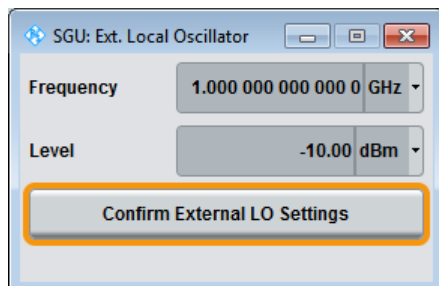 SGU: Ext. Local Oscillator
Frequency 1.000 000 000 000 0 GHz
Level -10.00 dBm
Confirm External LO Settings